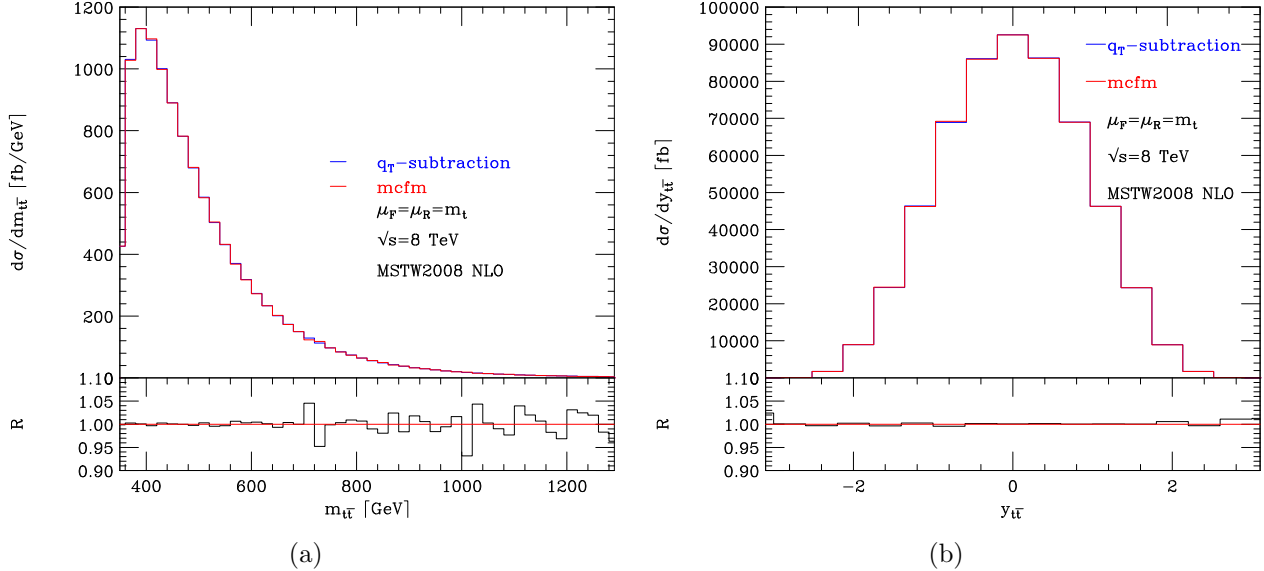 1200
1000
800
600
400
200
dσ/dm_{tt̅} [fb/GeV]
q_T-subtraction
mcfm
μ_F=μ_R=m_t
√s=8 TeV
MSTW2008 NLO
1.10
1.05
1.00
0.95
0.90
R
400 600 800 1000 1200
m_{tt̅} [GeV]
(a)
100000
90000
80000
70000
60000
50000
40000
30000
20000
10000
dσ/dy_{tt̅} [fb]
q_T-subtraction
mcfm
μ_F=μ_R=m_t
√s=8 TeV
MSTW2008 NLO
1.10
1.05
1.00
0.95
0.90
R
−2 0 2
y_{tt̅}
(b)